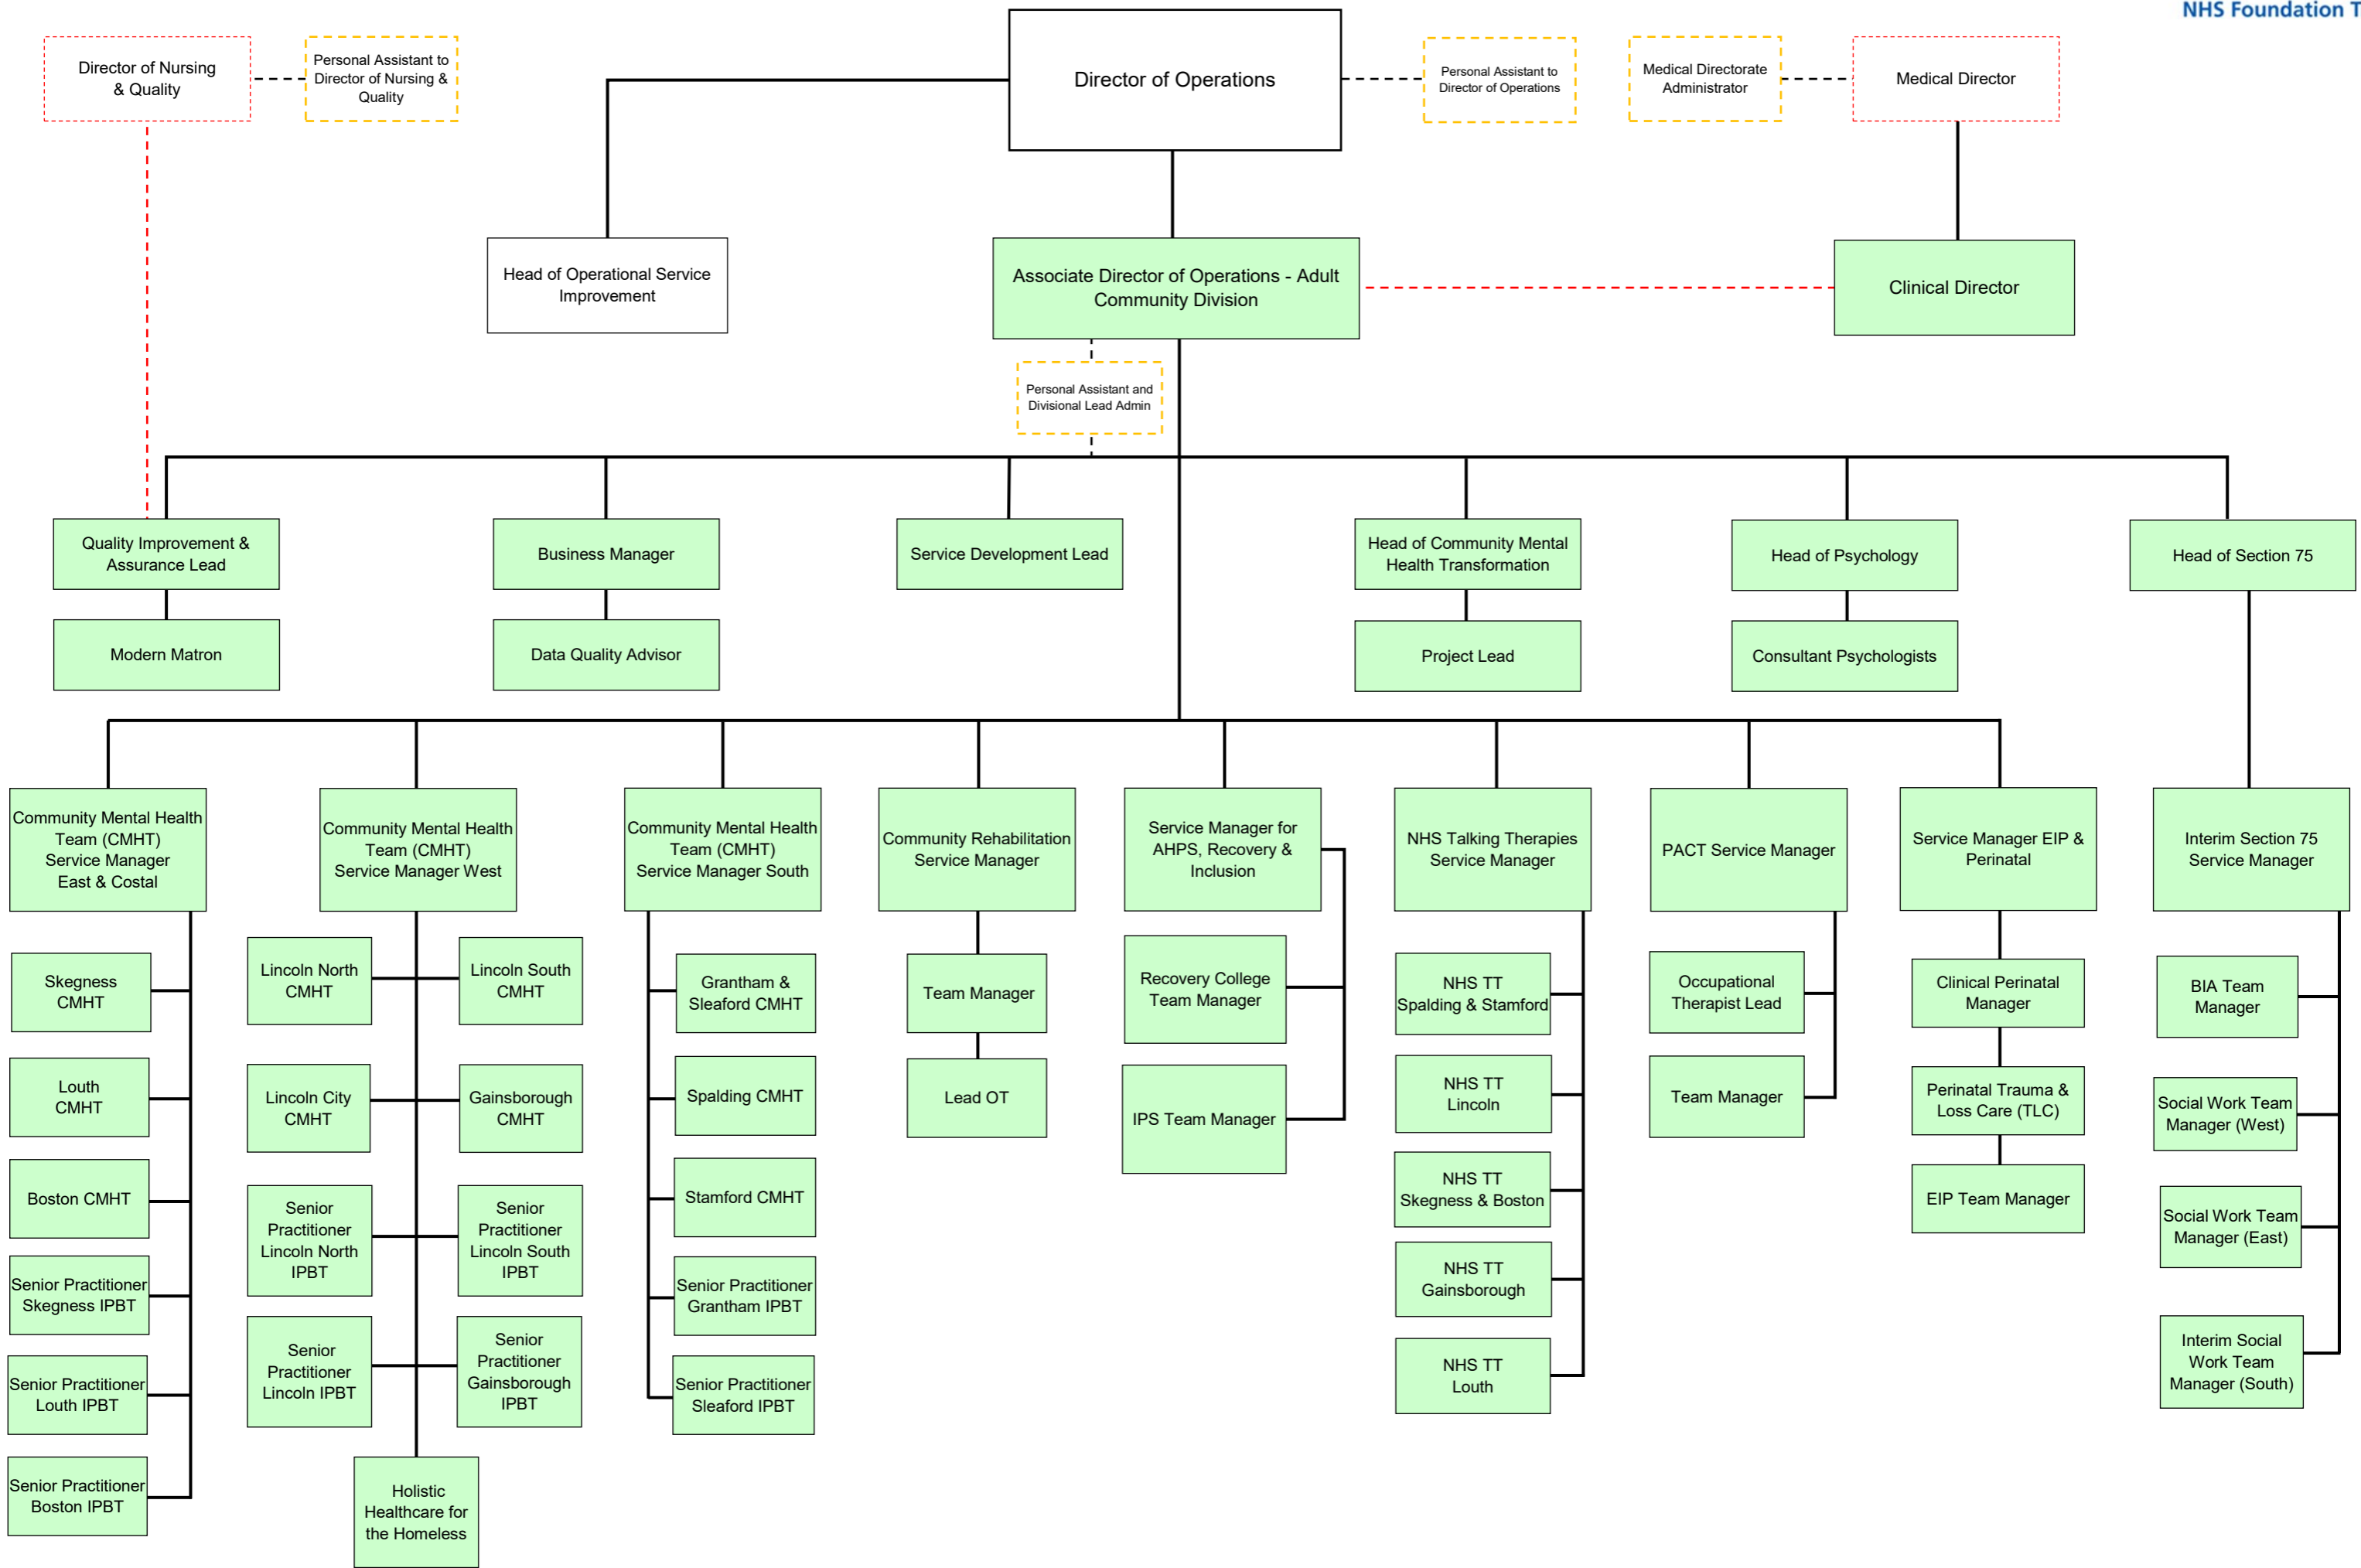 NHS Foundation T
Director of Nursing
& Quality
Personal Assistant to
Director of Nursing &
Quality
Director of Operations
Personal Assistant to
Director of Operations
Medical Directorate
Administrator
Medical Director
Head of Operational Service
Improvement
Associate Director of Operations - Adult
Community Division
Clinical Director
Personal Assistant and
Divisional Lead Admin
Quality Improvement &
Assurance Lead
Business Manager
Service Development Lead
Head of Community Mental
Health Transformation
Head of Psychology
Head of Section 75
Modern Matron
Data Quality Advisor
Project Lead
Consultant Psychologists
Community Mental Health
Team (CMHT)
Service Manager
East & Costal
Community Mental Health
Team (CMHT)
Service Manager West
Community Mental Health
Team (CMHT)
Service Manager South
Community Rehabilitation
Service Manager
Service Manager for
AHPS, Recovery &
Inclusion
NHS Talking Therapies
Service Manager
PACT Service Manager
Service Manager EIP &
Perinatal
Interim Section 75
Service Manager
Skegness
CMHT
Louth
CMHT
Boston CMHT
Senior Practitioner
Skegness IPBT
Senior Practitioner
Louth IPBT
Senior Practitioner
Boston IPBT
Lincoln North
CMHT
Lincoln South
CMHT
Lincoln City
CMHT
Gainsborough
CMHT
Senior
Practitioner
Lincoln North
IPBT
Senior
Practitioner
Lincoln South
IPBT
Senior
Practitioner
Lincoln IPBT
Senior
Practitioner
Gainsborough
IPBT
Holistic
Healthcare for
the Homeless
Grantham &
Sleaford CMHT
Spalding CMHT
Stamford CMHT
Senior Practitioner
Grantham IPBT
Senior Practitioner
Sleaford IPBT
Team Manager
Lead OT
Recovery College
Team Manager
IPS Team Manager
NHS TT
Spalding & Stamford
NHS TT
Lincoln
NHS TT
Skegness & Boston
NHS TT
Gainsborough
NHS TT
Louth
Occupational
Therapist Lead
Team Manager
Clinical Perinatal
Manager
Perinatal Trauma &
Loss Care (TLC)
EIP Team Manager
BIA Team
Manager
Social Work Team
Manager (West)
Social Work Team
Manager (East)
Interim Social
Work Team
Manager (South)